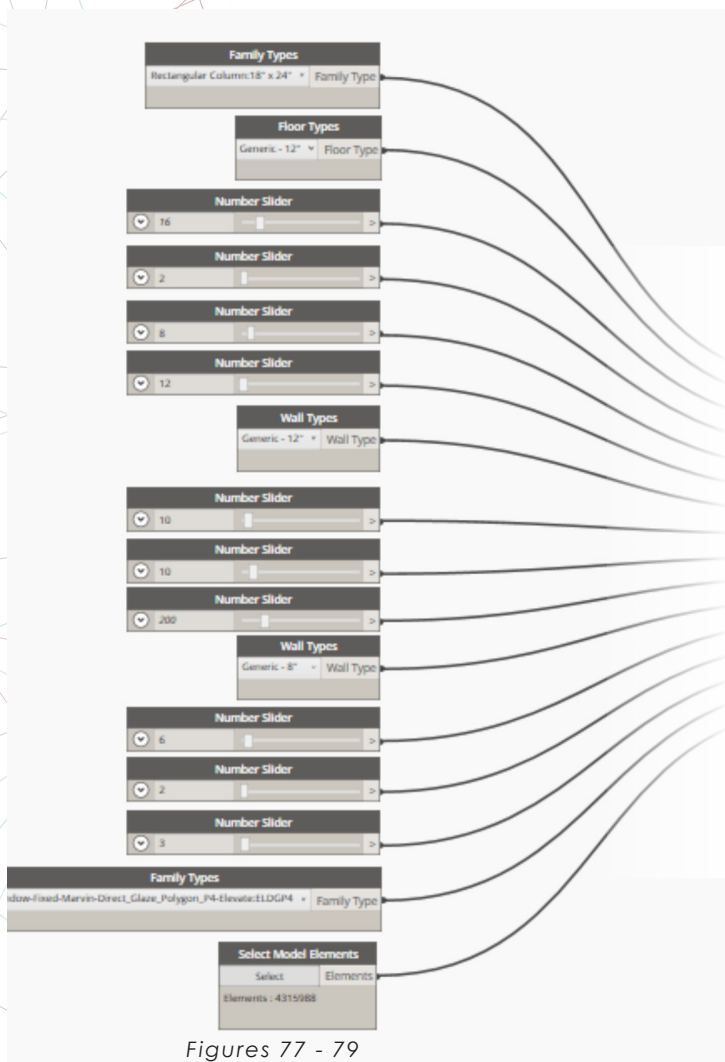 Family Types
Rectangular Column:18" x 24" Family Type
Floor Types
Generic - 12" Floor Type
Number Slider
16 >
Number Slider
2 >
Number Slider
8 >
Number Slider
12 >
Wall Types
Generic - 12" Wall Type
Number Slider
10 >
Number Slider
10 >
Number Slider
200 >
Wall Types
Generic - 8" Wall Type
Number Slider
6 >
Number Slider
2 >
Number Slider
3 >
Family Types
dow-Fixed-Marvin-Direct_Glaze_Polygon_P4-Elevate:ELDGP4 Family Type
Select Model Elements
Select Elements
Elements : 4315988
Figures 77 - 79